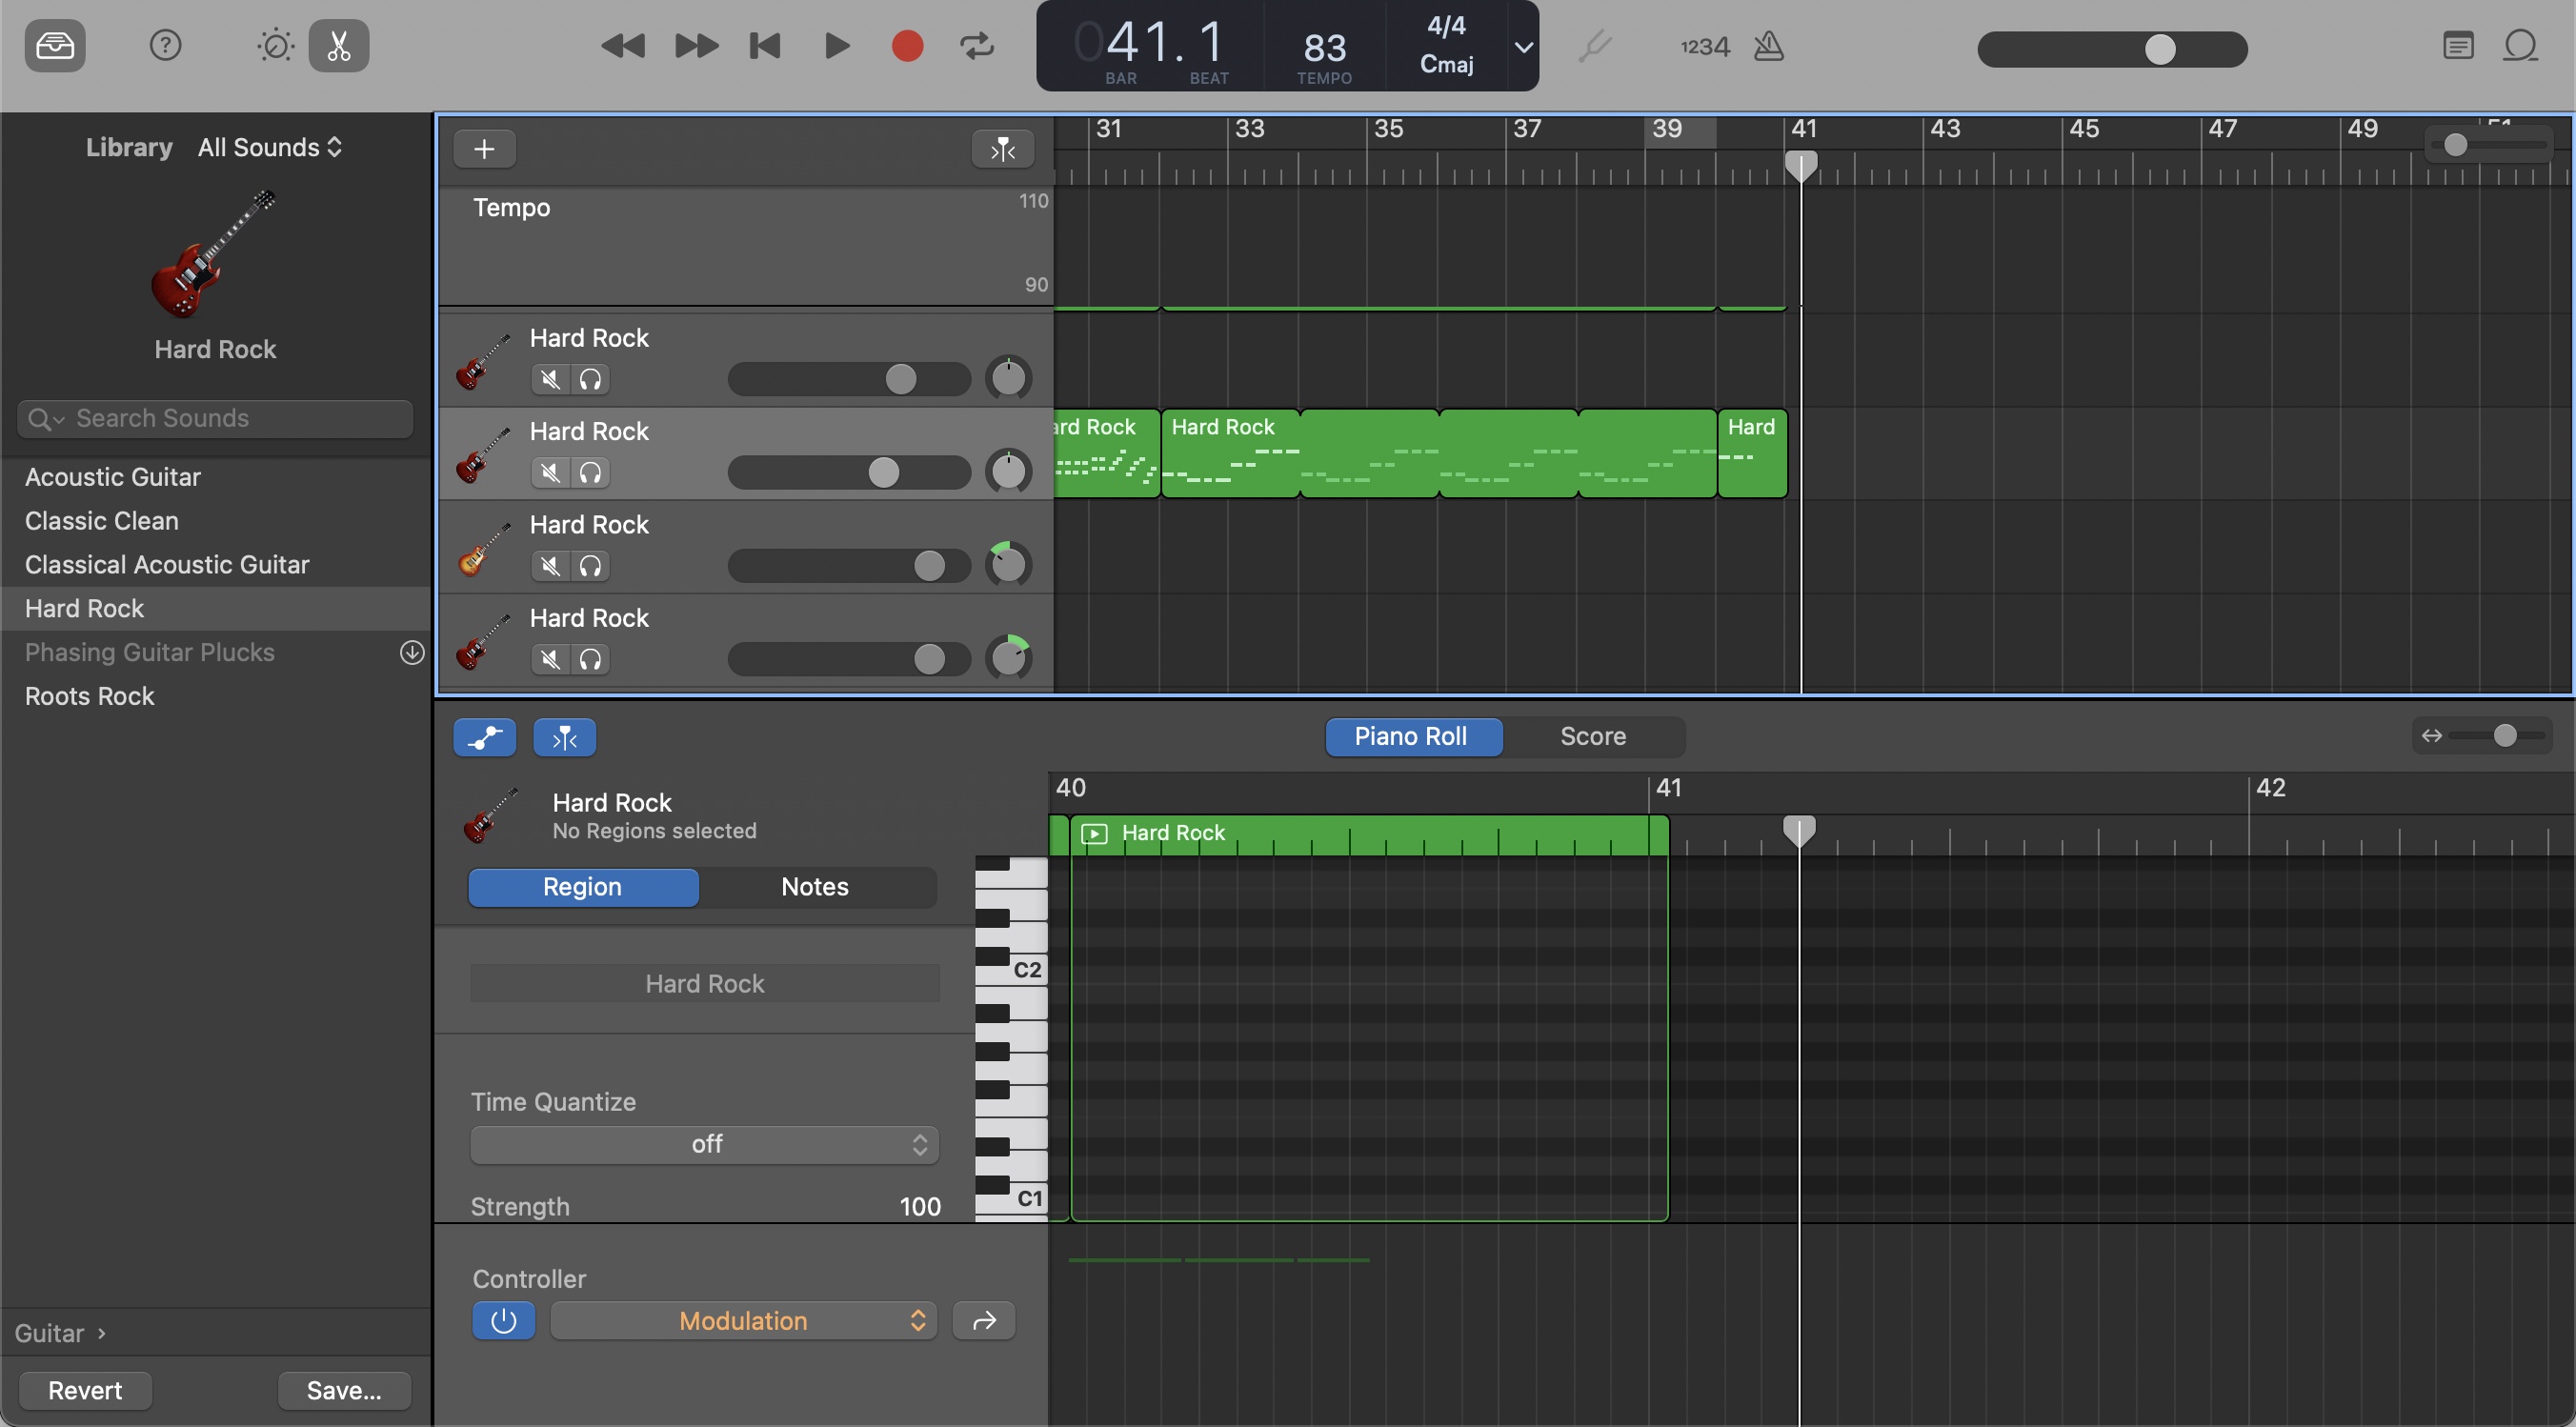 041. 1
BAR
BEAT
83
TEMPO
4/4
Cmaj
1234
Library
All Sounds
Hard Rock
Search Sounds
Acoustic Guitar
Classic Clean
Classical Acoustic Guitar
Hard Rock
Phasing Guitar Plucks
Roots Rock
Guitar
Revert
Save...
31
33
35
37
39
41
43
45
47
49
51
Tempo
110
90
Hard Rock
Hard Rock
ard Rock
Hard Rock
Hard
Hard Rock
Hard Rock
Piano Roll
Score
40
41
42
Hard Rock
No Regions selected
Hard Rock
Region
Notes
C2
Hard Rock
Time Quantize
off
Strength
100
C1
Controller
Modulation